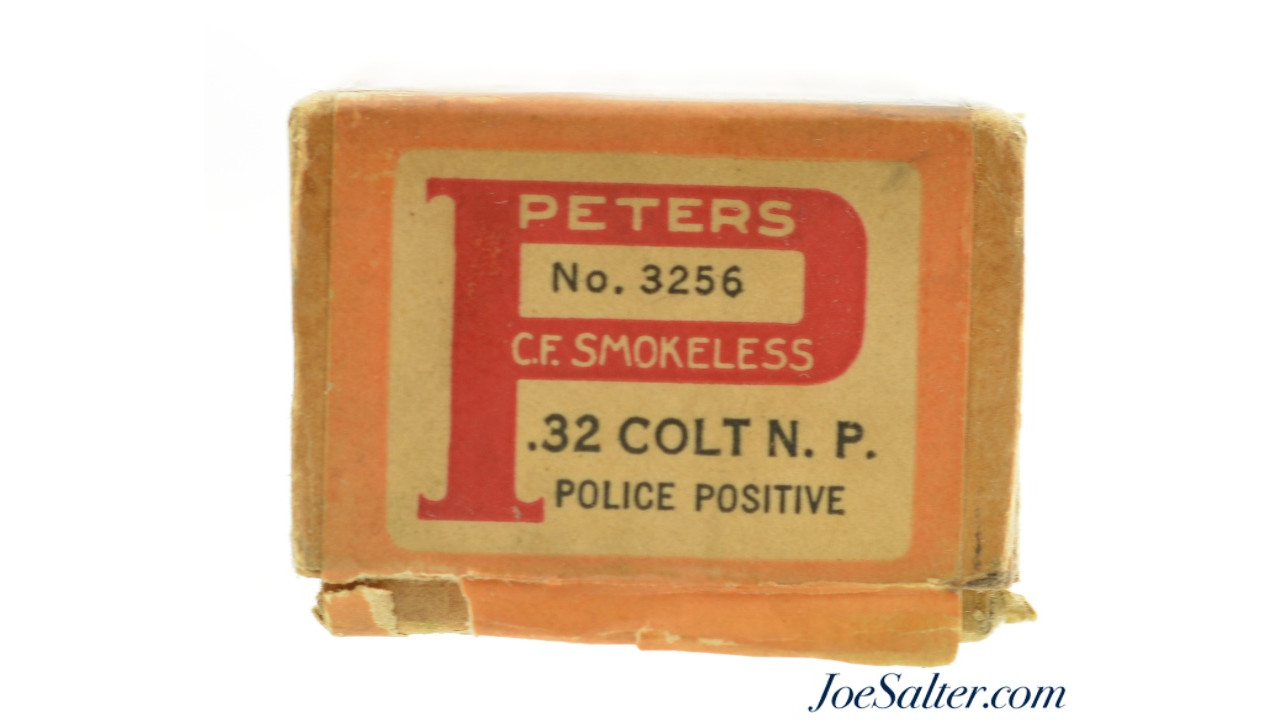 PETERS
No. 3256
C.F. SMOKELESS
.32 COLT N. P.
POLICE POSITIVE
JoeSalter.com